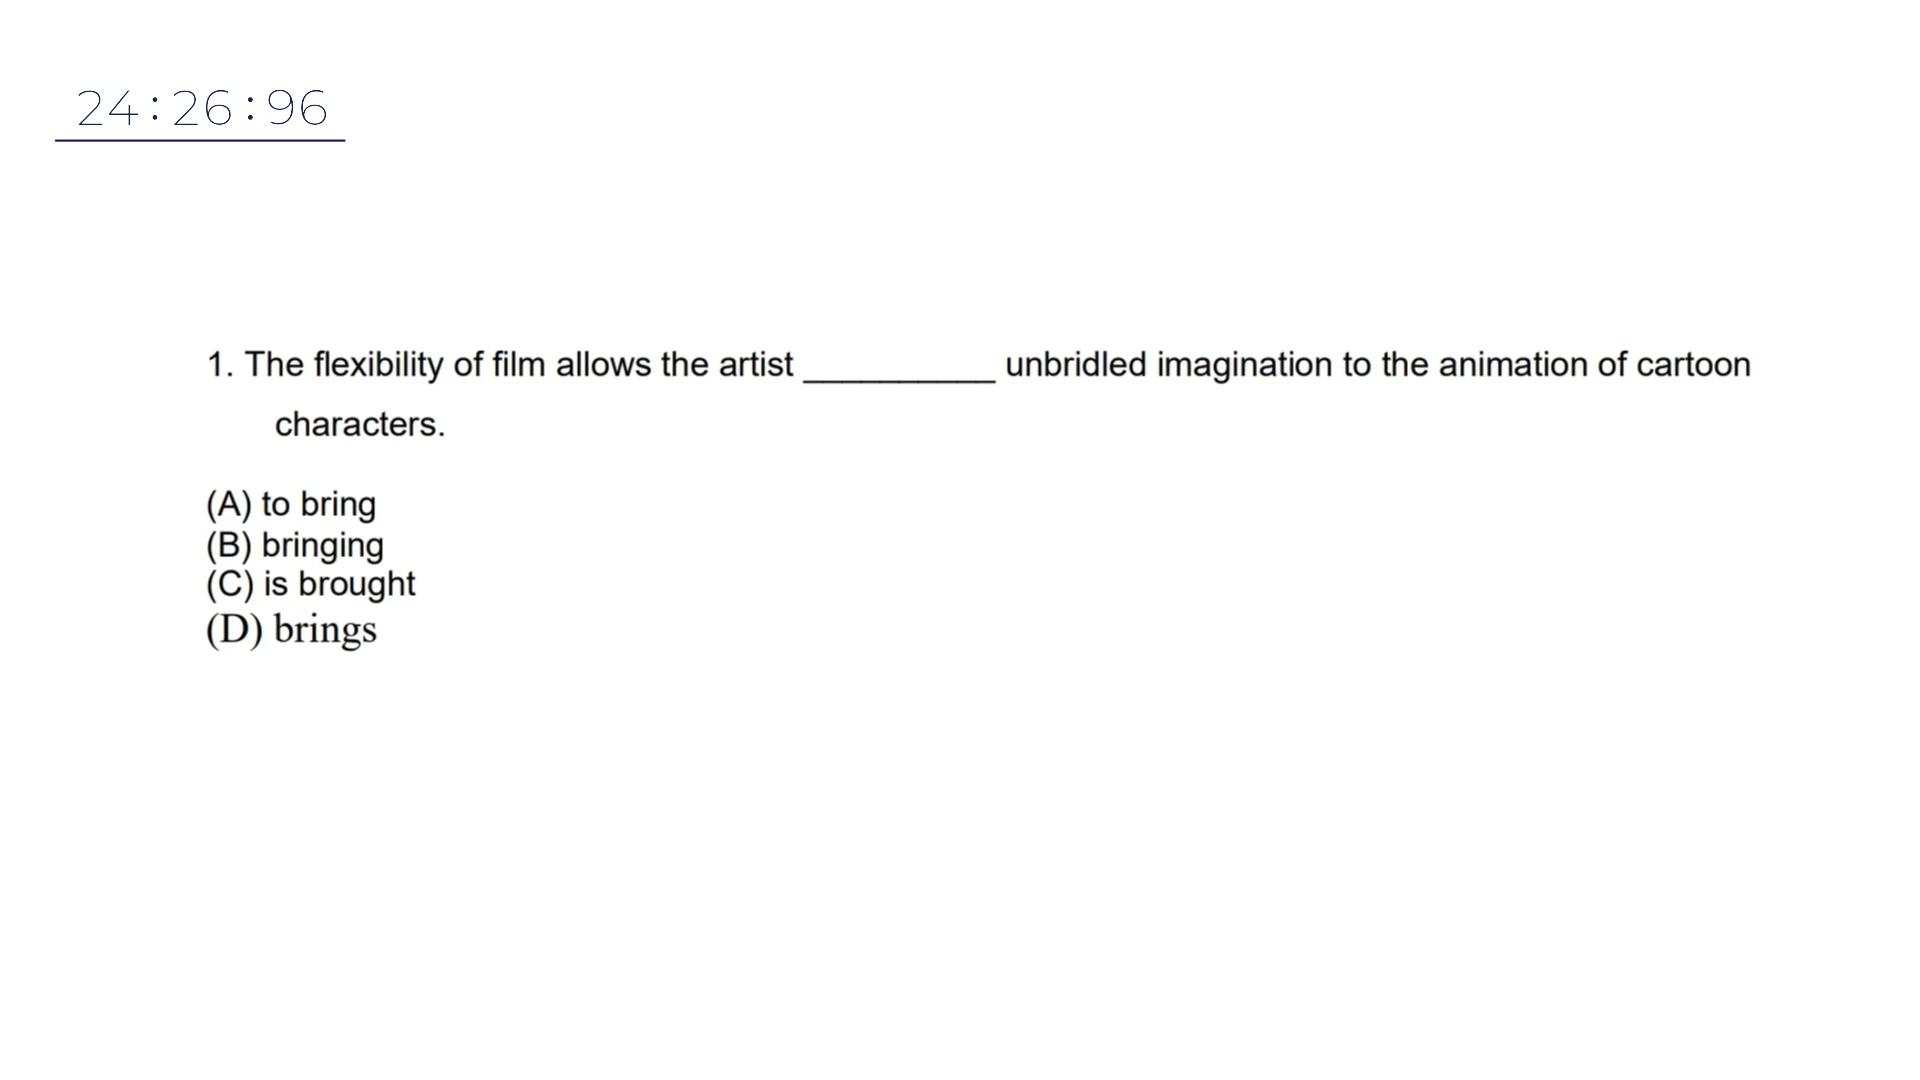 24:26:96
1. The flexibility of film allows the artist __________ unbridled imagination to the animation of cartoon
characters.
(A) to bring
(B) bringing
(C) is brought
(D) brings